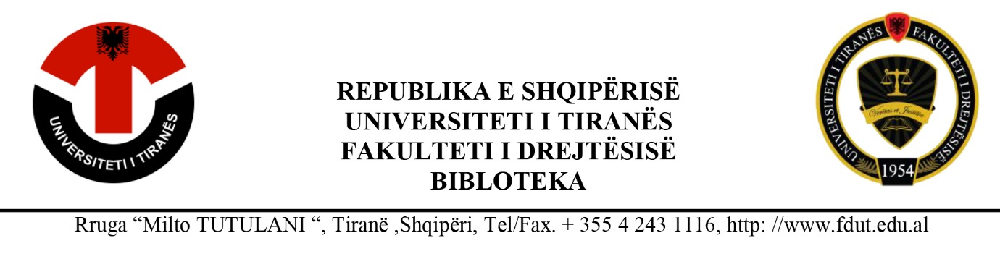 UNIVERSITETI I TIRANËS
REPUBLIKA E SHQIPËRISË
UNIVERSITETI I TIRANËS
FAKULTETI I DREJTËSISË
BIBLOTEKA
UNIVERSITETI I TIRANËS FAKULTETI I DREJTËSISË
Veritas et Justitia
1954
Rruga “Milto TUTULANI “, Tiranë ,Shqipëri, Tel/Fax. + 355 4 243 1116, http: //www.fdut.edu.al